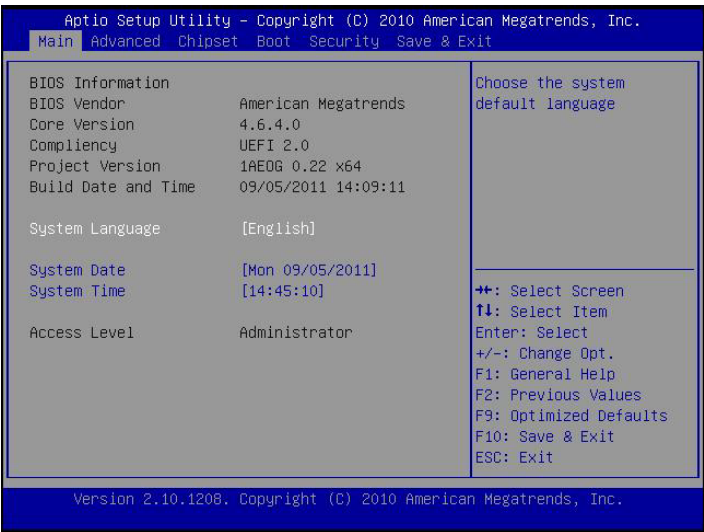 Aptio Setup Utility – Copyright (C) 2010 American Megatrends, Inc.
Main Advanced Chipset Boot Security Save & Exit
BIOS Information
BIOS Vendor American Megatrends
Core Version 4.6.4.0
Compliency UEFI 2.0
Project Version 1AEOG 0.22 x64
Build Date and Time 09/05/2011 14:09:11
System Language [English]
System Date [Mon 09/05/2011]
System Time [14:45:10]
Access Level Administrator
Choose the system
default language
→←: Select Screen
↑↓: Select Item
Enter: Select
+/-: Change Opt.
F1: General Help
F2: Previous Values
F9: Optimized Defaults
F10: Save & Exit
ESC: Exit
Version 2.10.1208. Copyright (C) 2010 American Megatrends, Inc.